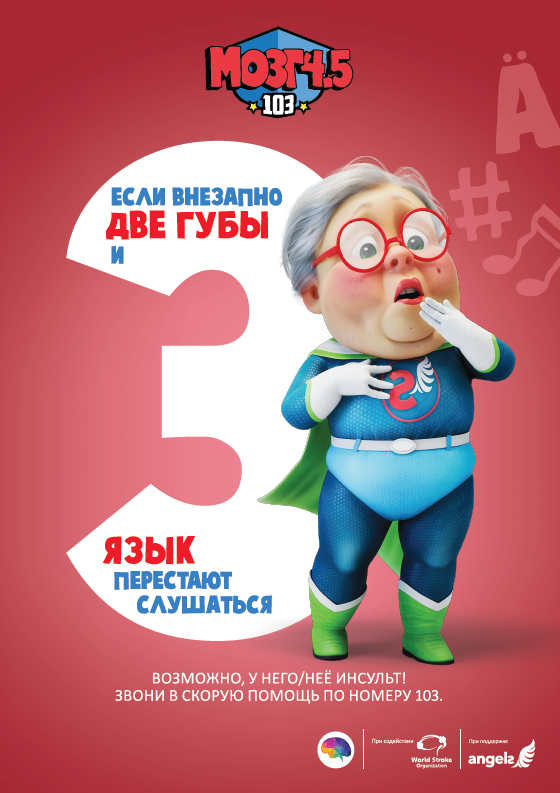 МОЗГ4.5
103
Ä
#
ЕСЛИ ВНЕЗАПНО
ДВЕ ГУБЫ
И
3
S
ЯЗЫК
ПЕРЕСТАЮТ
СЛУШАТЬСЯ
ВОЗМОЖНО, У НЕГО/НЕЁ ИНСУЛЬТ!
ЗВОНИ В СКОРУЮ ПОМОЩЬ ПО НОМЕРУ 103.
При содействии
World Stroke
Organization
При поддержке
angels